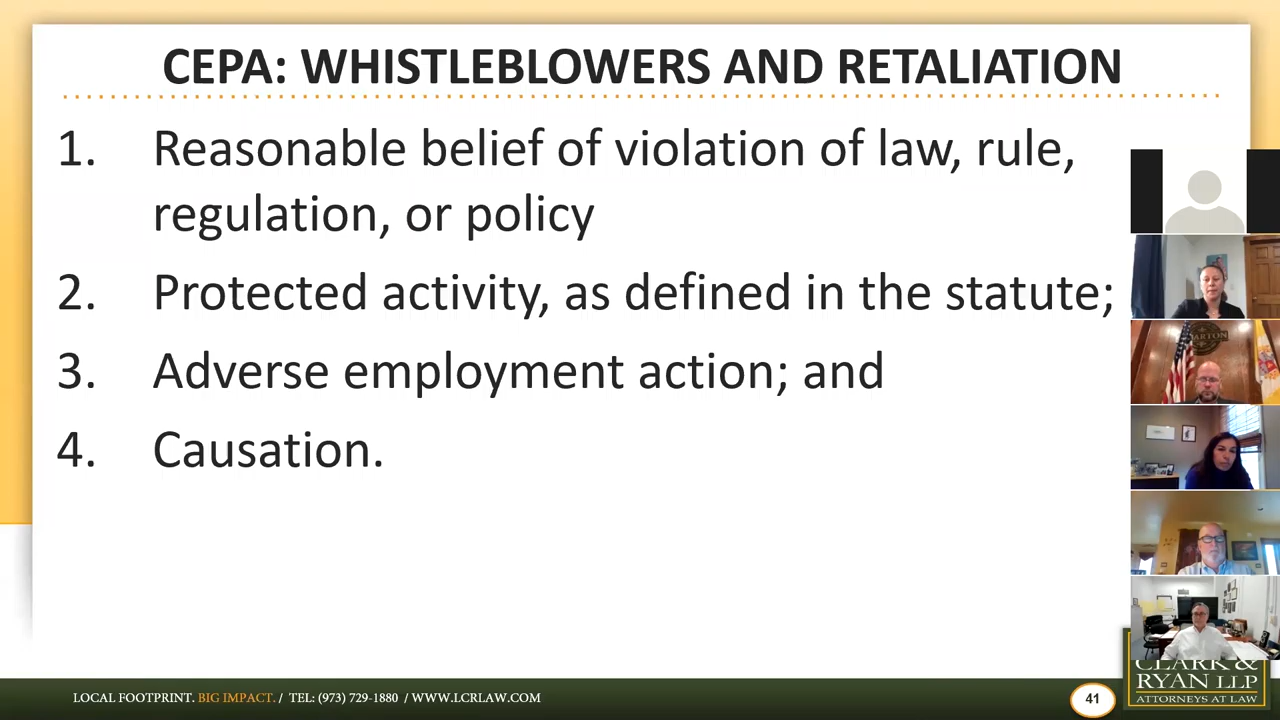 CEPA: WHISTLEBLOWERS AND RETALIATION
1. Reasonable belief of violation of law, rule,
regulation, or policy
2. Protected activity, as defined in the statute;
3. Adverse employment action; and
4. Causation.
ARTON
LOCAL FOOTPRINT. BIG IMPACT. / TEL: (973) 729-1880 / WWW.LCRLAW.COM
41
CLARK &
RYAN LLP
ATTORNEYS AT LAW